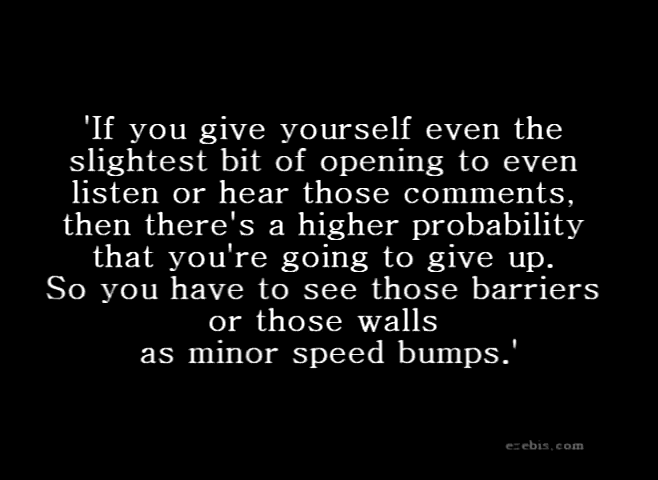 'If you give yourself even the
slightest bit of opening to even
listen or hear those comments,
then there's a higher probability
that you're going to give up.
So you have to see those barriers
or those walls
as minor speed bumps.'